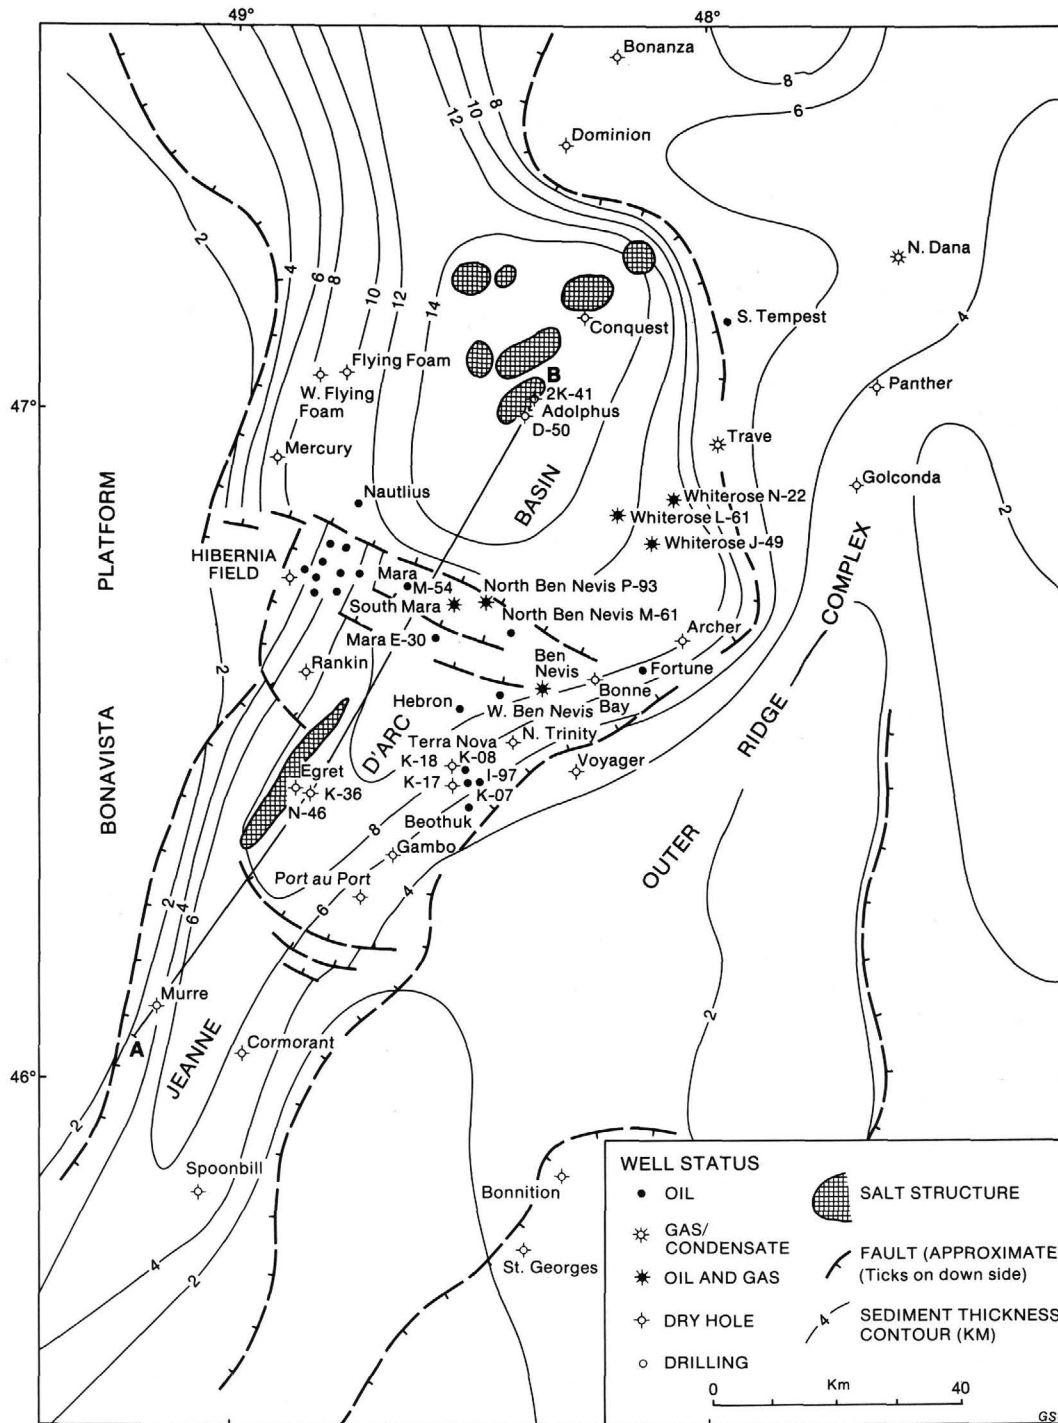 49°
48°
Bonanza
8
6
8
10
12
Dominion
2
4
6
8
10
12
14
N. Dana
S. Tempest
4
Conquest
Flying Foam
W. Flying
Foam
B
2K-41
Adolphus
D-50
Panther
47°
Mercury
Trave
Golconda
BASIN
Nautlius
Whiterose N-22
Whiterose L-61
Whiterose J-49
2
PLATFORM
HIBERNIA
FIELD
Mara
M-54
North Ben Nevis P-93
South Mara
North Ben Nevis M-61
Mara E-30
Archer
COMPLEX
2
Rankin
Ben
Nevis
Fortune
Bonne
Bay
Hebron
W. Ben Nevis
RIDGE
D'ARC
N. Trinity
Terra Nova
K-18
K-08
Voyager
I-97
K-17
K-07
Egret
K-36
N-46
BONAVISTA
8
Beothuk
Gambo
OUTER
Port au Port
4
6
2
4
6
Murre
2
A
JEANNE
Cormorant
46°
2
Spoonbill
Bonnition
St. Georges
4
2
WELL STATUS
OIL
GAS/
CONDENSATE
OIL AND GAS
DRY HOLE
DRILLING
SALT STRUCTURE
FAULT (APPROXIMATE
(Ticks on down side)
4
SEDIMENT THICKNESS
CONTOUR (KM)
0 Km 40
GS